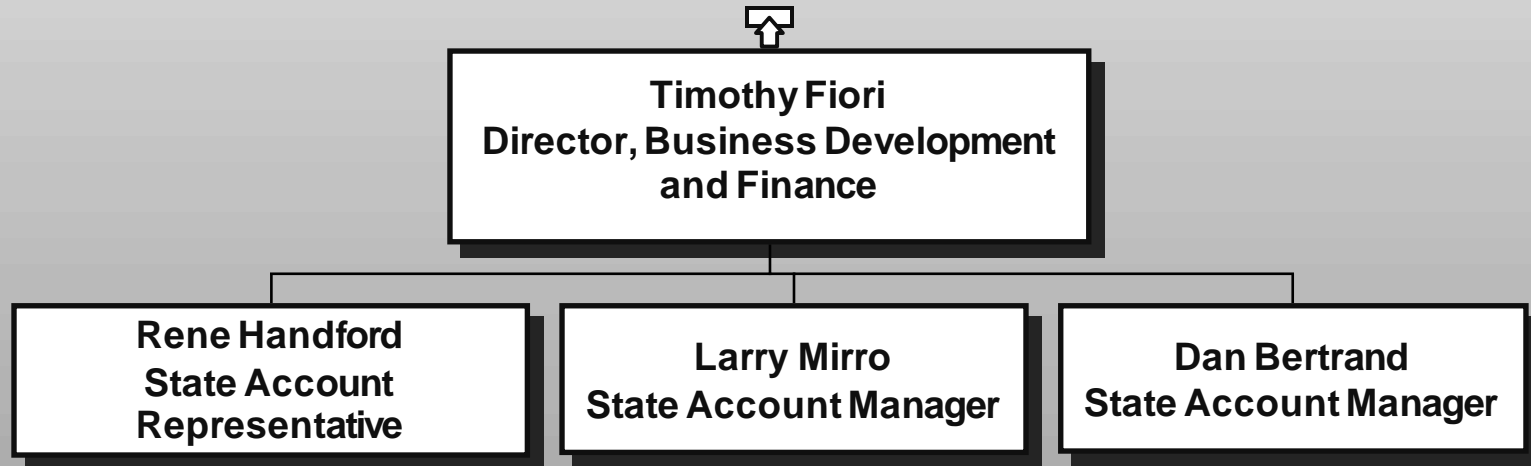 Timothy Fiori
Director, Business Development
and Finance
Rene Handford
State Account
Representative
Larry Mirro
State Account Manager
Dan Bertrand
State Account Manager